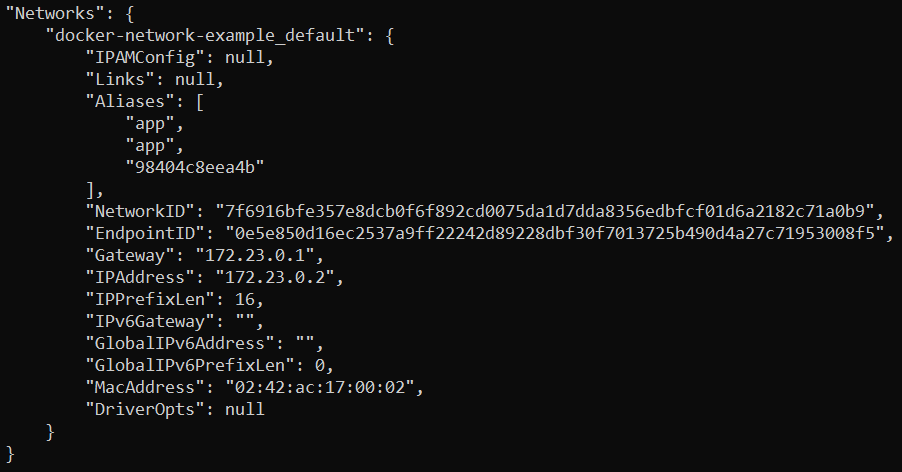 "Networks": {
    "docker-network-example_default": {
        "IPAMConfig": null,
        "Links": null,
        "Aliases": [
            "app",
            "app",
            "98404c8eea4b"
        ],
        "NetworkID": "7f6916bfe357e8dcb0f6f892cd0075da1d7dda8356edbfcf01d6a2182c71a0b9",
        "EndpointID": "0e5e850d16ec2537a9ff22242d89228dbf30f7013725b490d4a27c71953008f5",
        "Gateway": "172.23.0.1",
        "IPAddress": "172.23.0.2",
        "IPPrefixLen": 16,
        "IPv6Gateway": "",
        "GlobalIPv6Address": "",
        "GlobalIPv6PrefixLen": 0,
        "MacAddress": "02:42:ac:17:00:02",
        "DriverOpts": null
    }
}